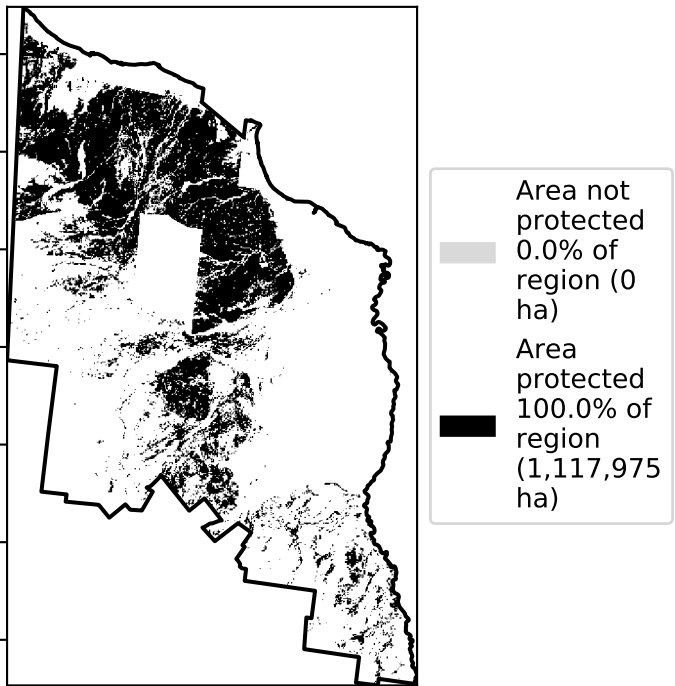 Area not
protected
0.0% of
region (0
ha)
Area
protected
100.0% of
region
(1,117,975
ha)